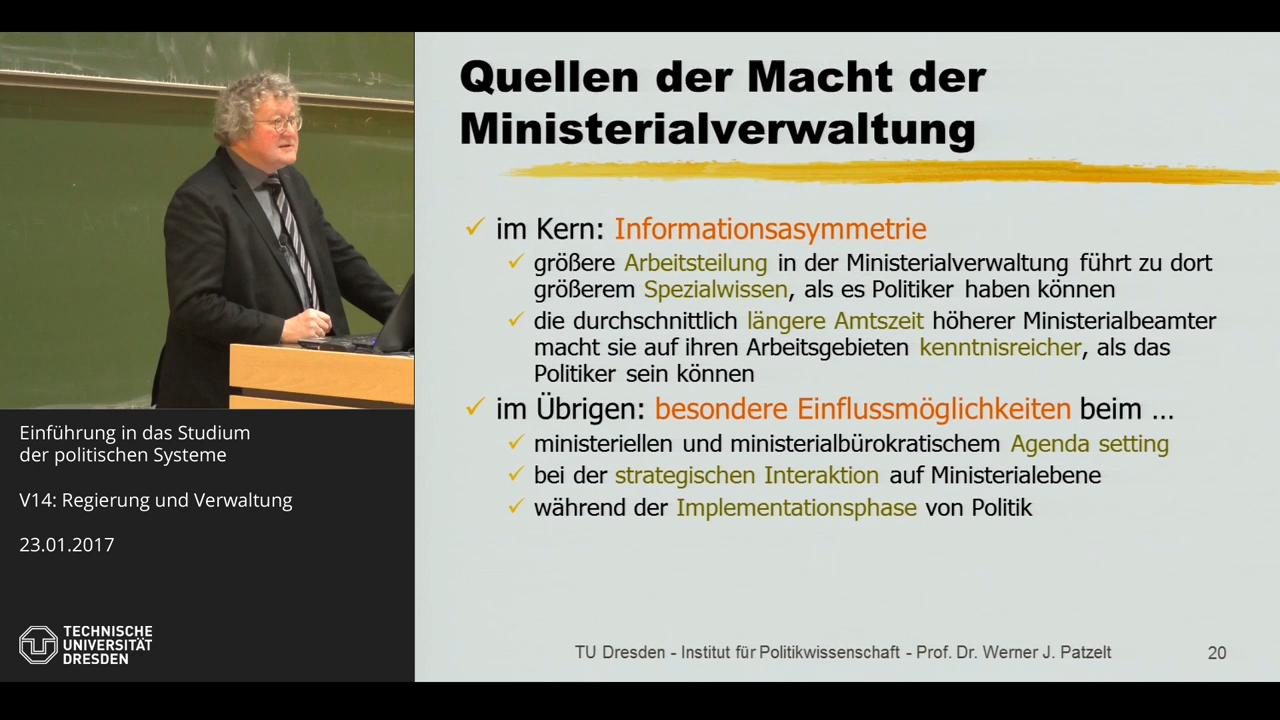 Quellen der Macht der
Ministerialverwaltung
im Kern: Informationsasymmetrie
größere Arbeitsteilung in der Ministerialverwaltung führt zu dort
größerem Spezialwissen, als es Politiker haben können
die durchschnittlich längere Amtszeit höherer Ministerialbeamter
macht sie auf ihren Arbeitsgebieten kenntnisreicher, als das
Politiker sein können
im Übrigen: besondere Einflussmöglichkeiten beim ...
ministeriellen und ministerialbürokratischem Agenda setting
bei der strategischen Interaktion auf Ministerialebene
während der Implementationsphase von Politik
TU Dresden - Institut für Politikwissenschaft - Prof. Dr. Werner J. Patzelt
20
Einführung in das Studium
der politischen Systeme
V14: Regierung und Verwaltung
23.01.2017
TECHNISCHE
UNIVERSITÄT
DRESDEN